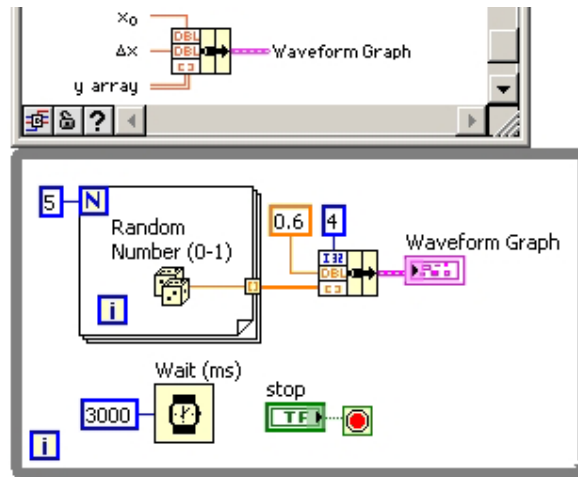 x₀
DBL
Δx
DBL
Waveform Graph
[ ]
y array
?
5
N
Random
Number (0-1)
i
0.6
4
I32
DBL
[ ]
Waveform Graph
Wait (ms)
3000
stop
TF
i